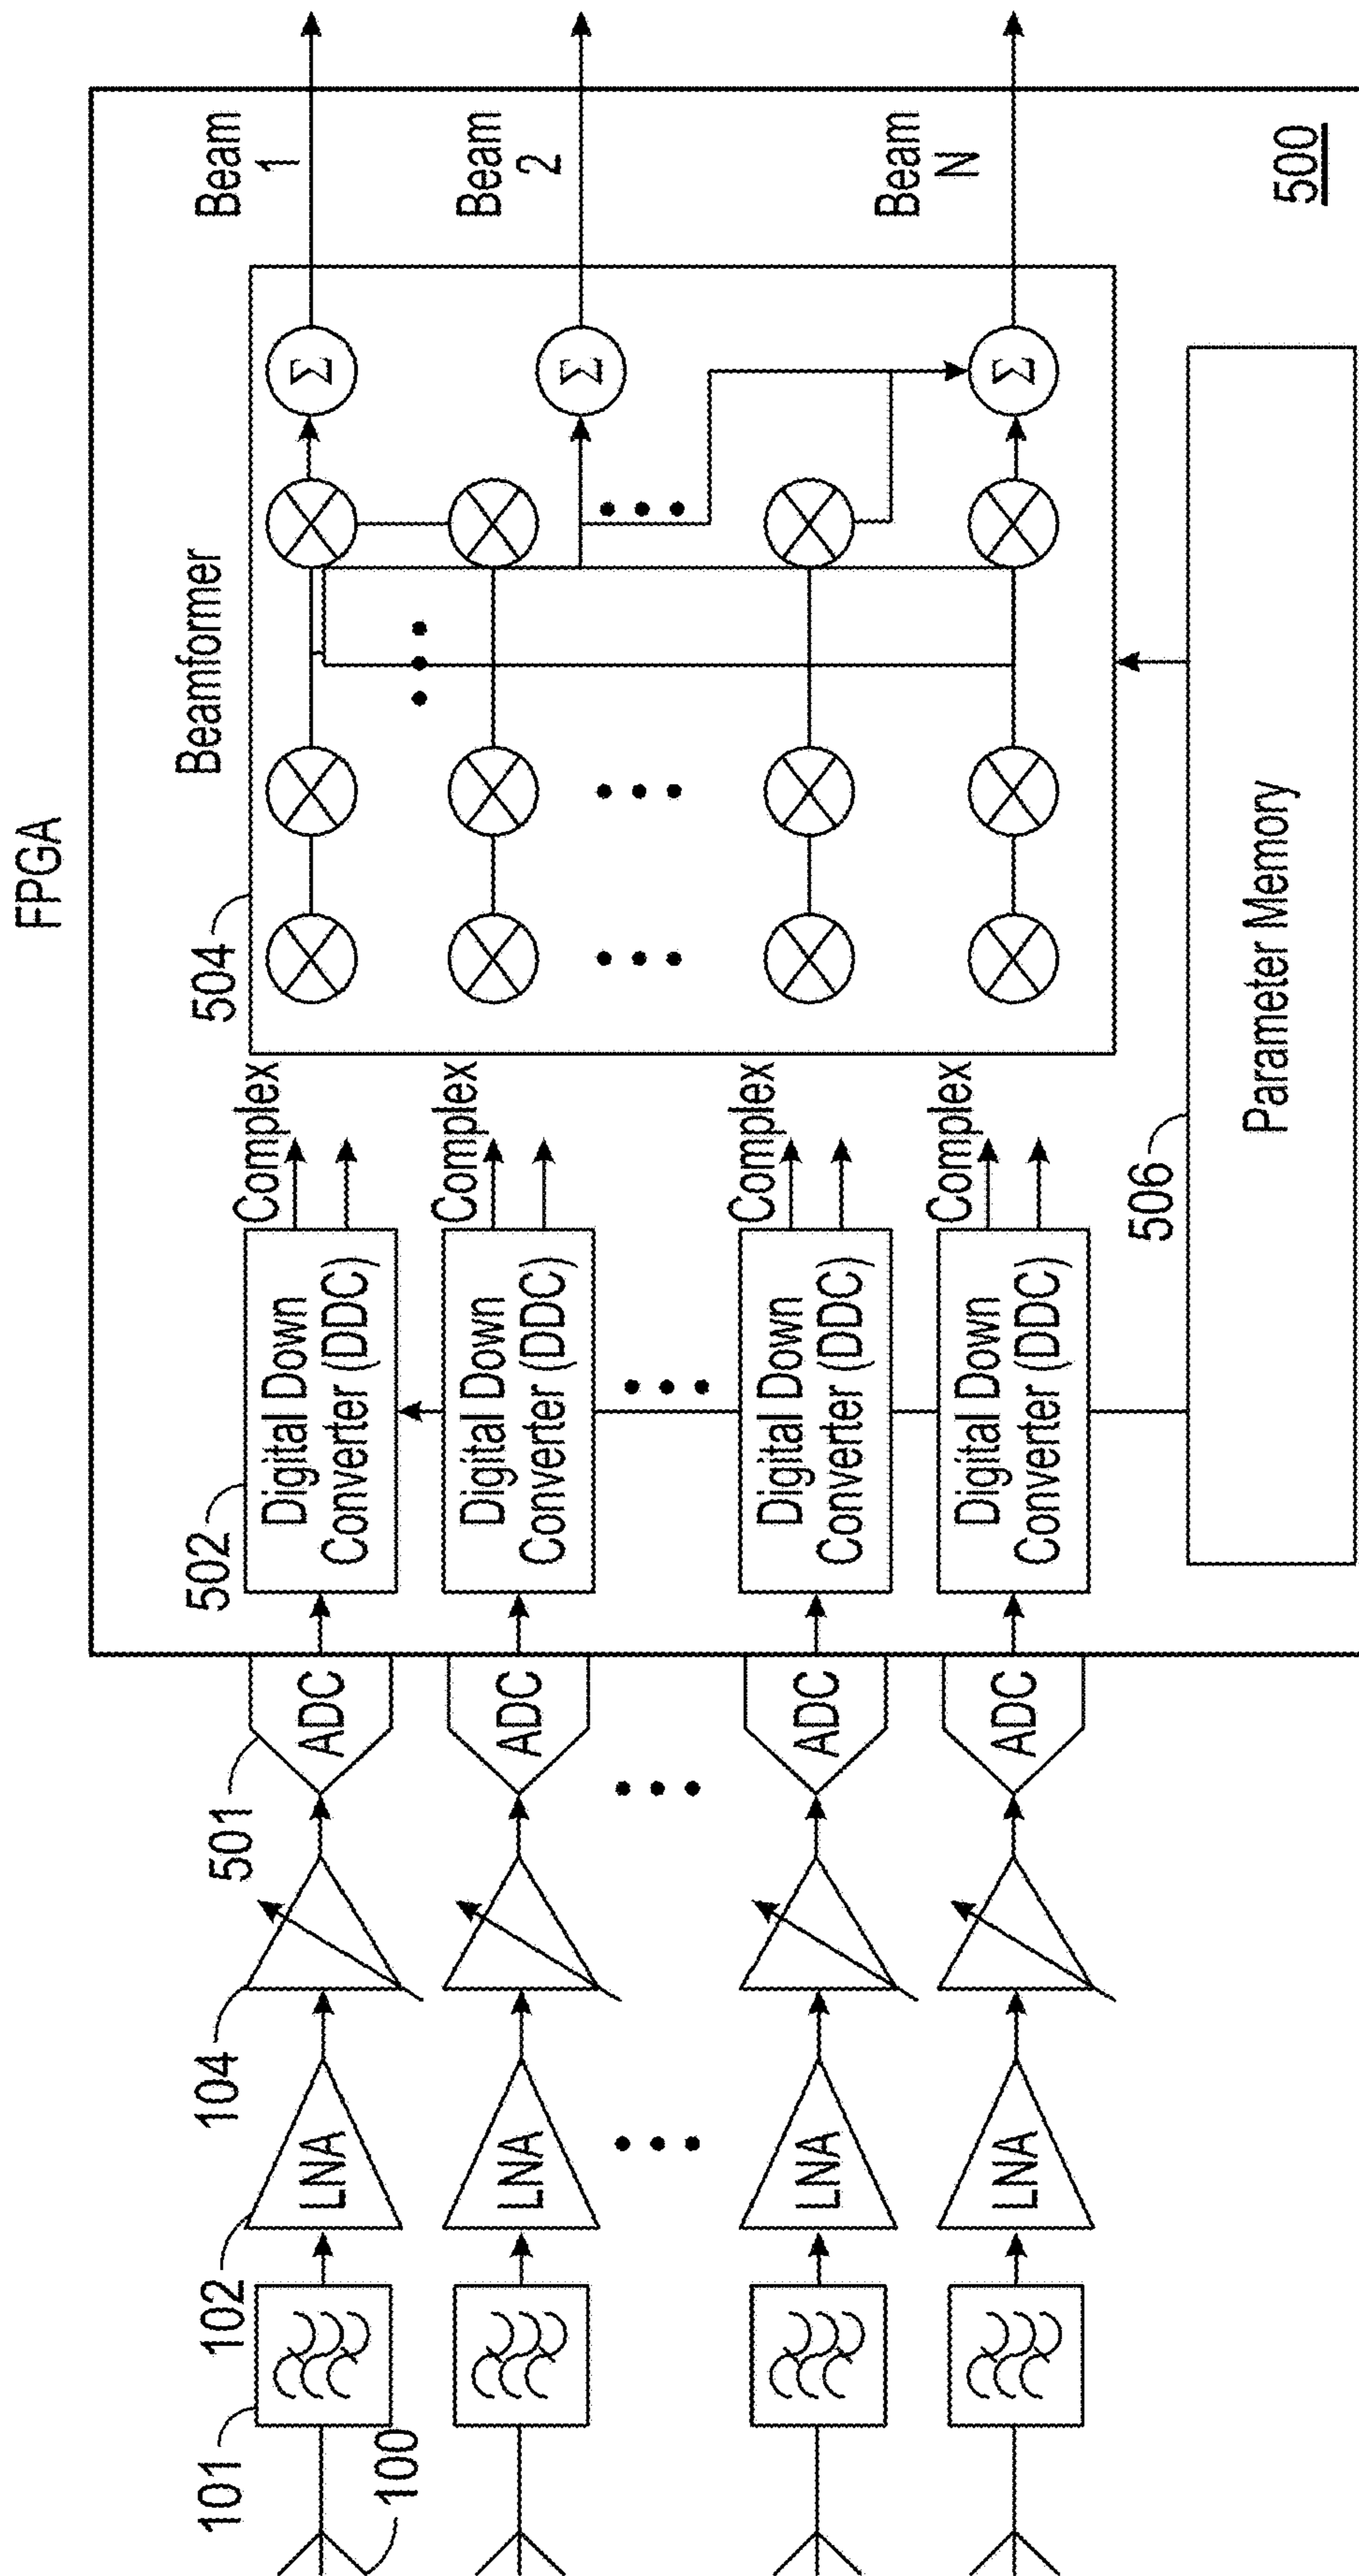 FPGA
100
101
102
LNA
LNA
LNA
LNA
104
501
ADC
ADC
ADC
ADC
502
Digital Down
Converter (DDC)
Digital Down
Converter (DDC)
Digital Down
Converter (DDC)
Digital Down
Converter (DDC)
Complex
Complex
Complex
Complex
504
Beamformer
Σ
Σ
Σ
Beam
1
Beam
2
Beam
N
506
Parameter Memory
500